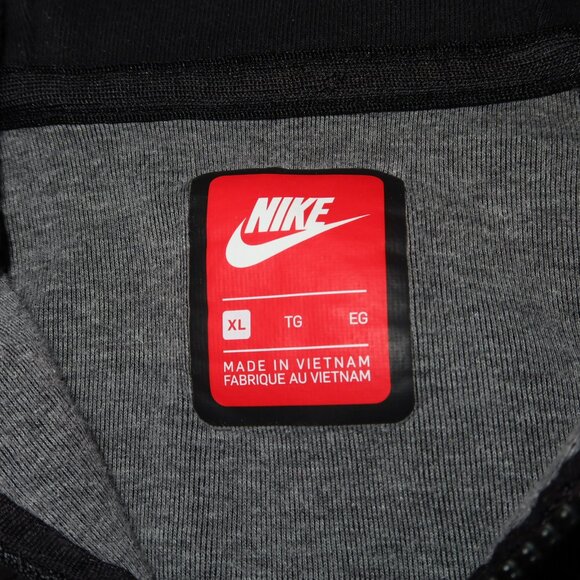 NIKE
XL TG EG
MADE IN VIETNAM
FABRIQUE AU VIETNAM